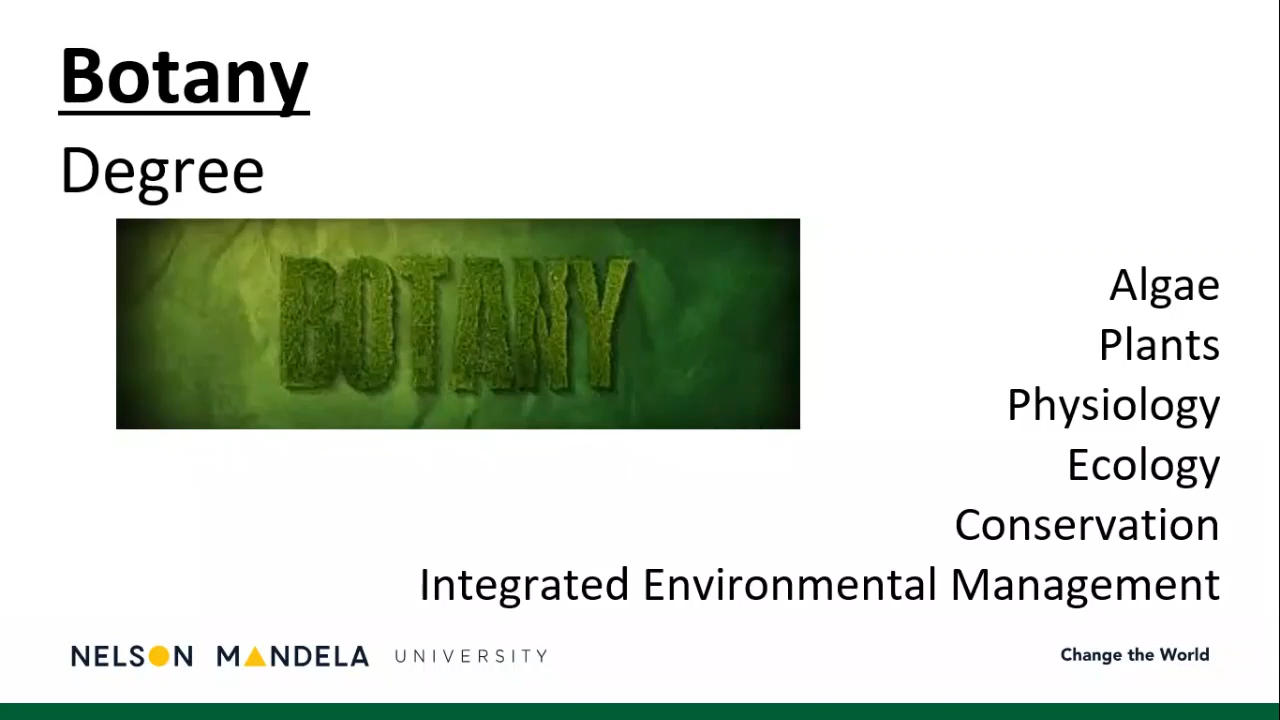 Botany
Degree
BOTANY
Algae
Plants
Physiology
Ecology
Conservation
Integrated Environmental Management
NELSON MANDELA UNIVERSITY
Change the World